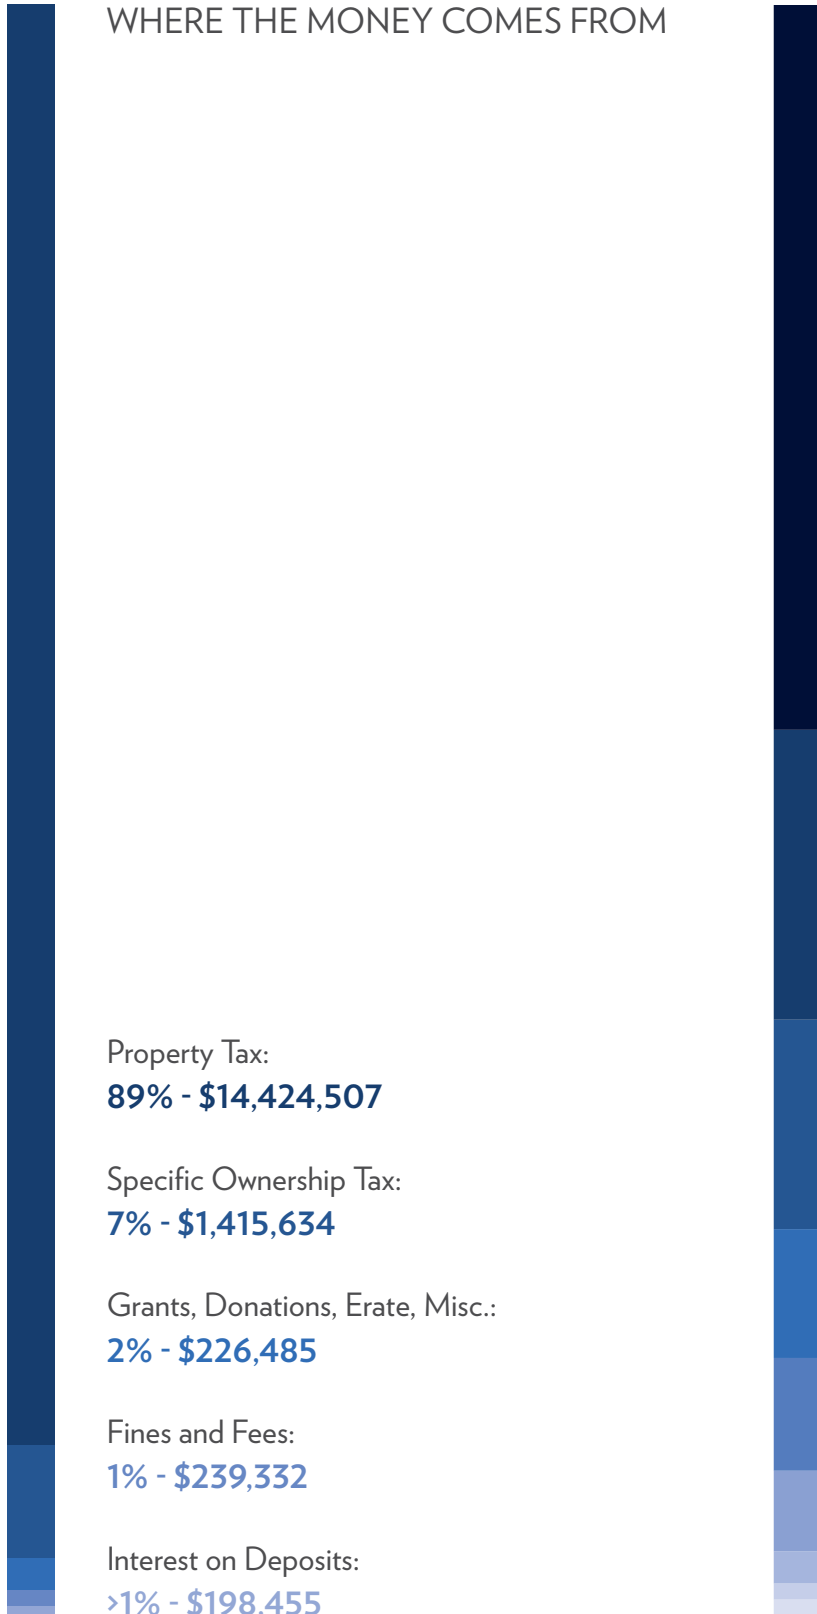 WHERE THE MONEY COMES FROM
Property Tax:
89% - $14,424,507
Specific Ownership Tax:
7% - $1,415,634
Grants, Donations, Erate, Misc.:
2% - $226,485
Fines and Fees:
1% - $239,332
Interest on Deposits:
>1% - $198,455